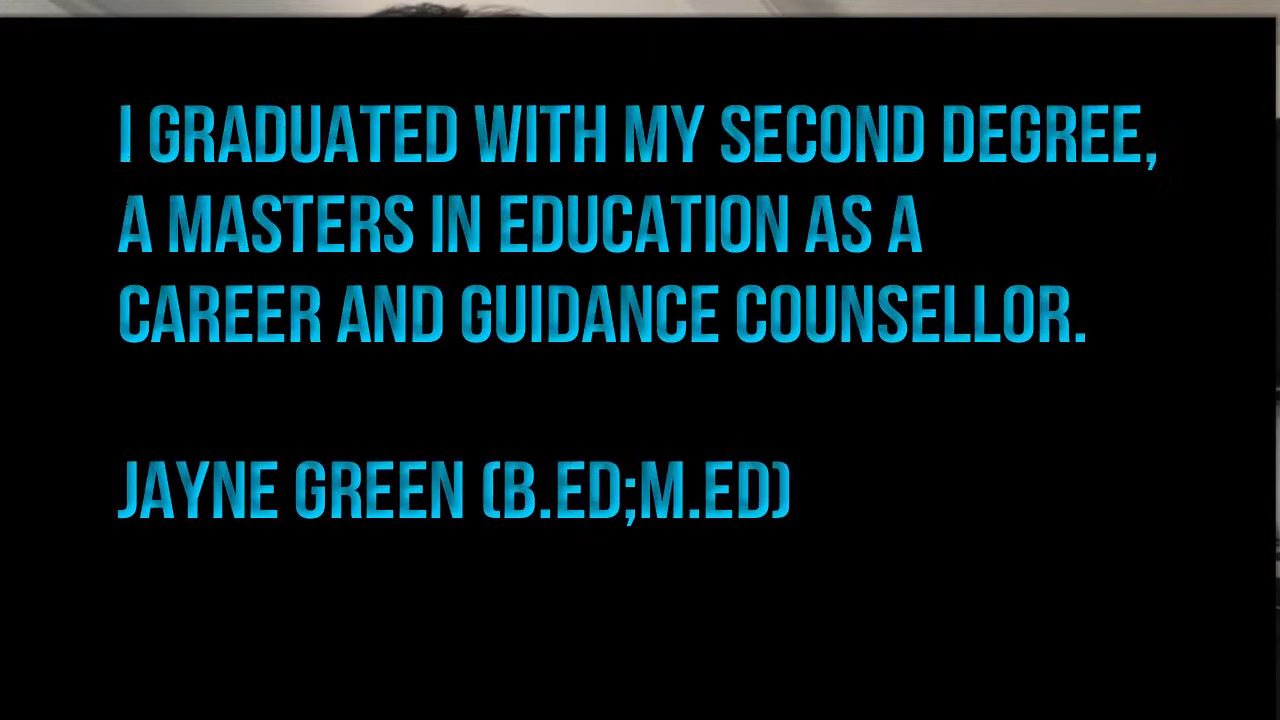 I GRADUATED WITH MY SECOND DEGREE,
A MASTERS IN EDUCATION AS A
CAREER AND GUIDANCE COUNSELLOR.
JAYNE GREEN (B.ED;M.ED)